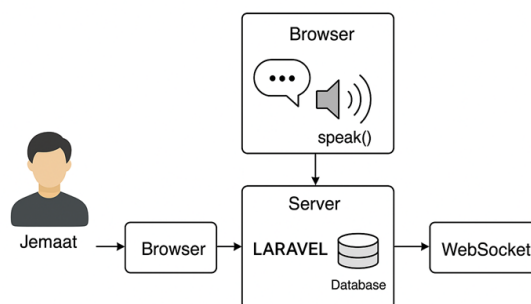 Browser
speak()
Server
Jemaat
Browser
LARAVEL
Database
WebSocket